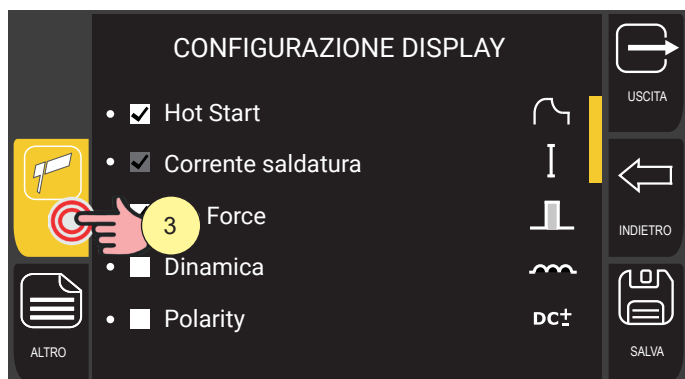 CONFIGURAZIONE DISPLAY
Hot Start
Corrente saldatura
Force
Dinamica
Polarity
DC±
3
ALTRO
USCITA
INDIETRO
SALVA